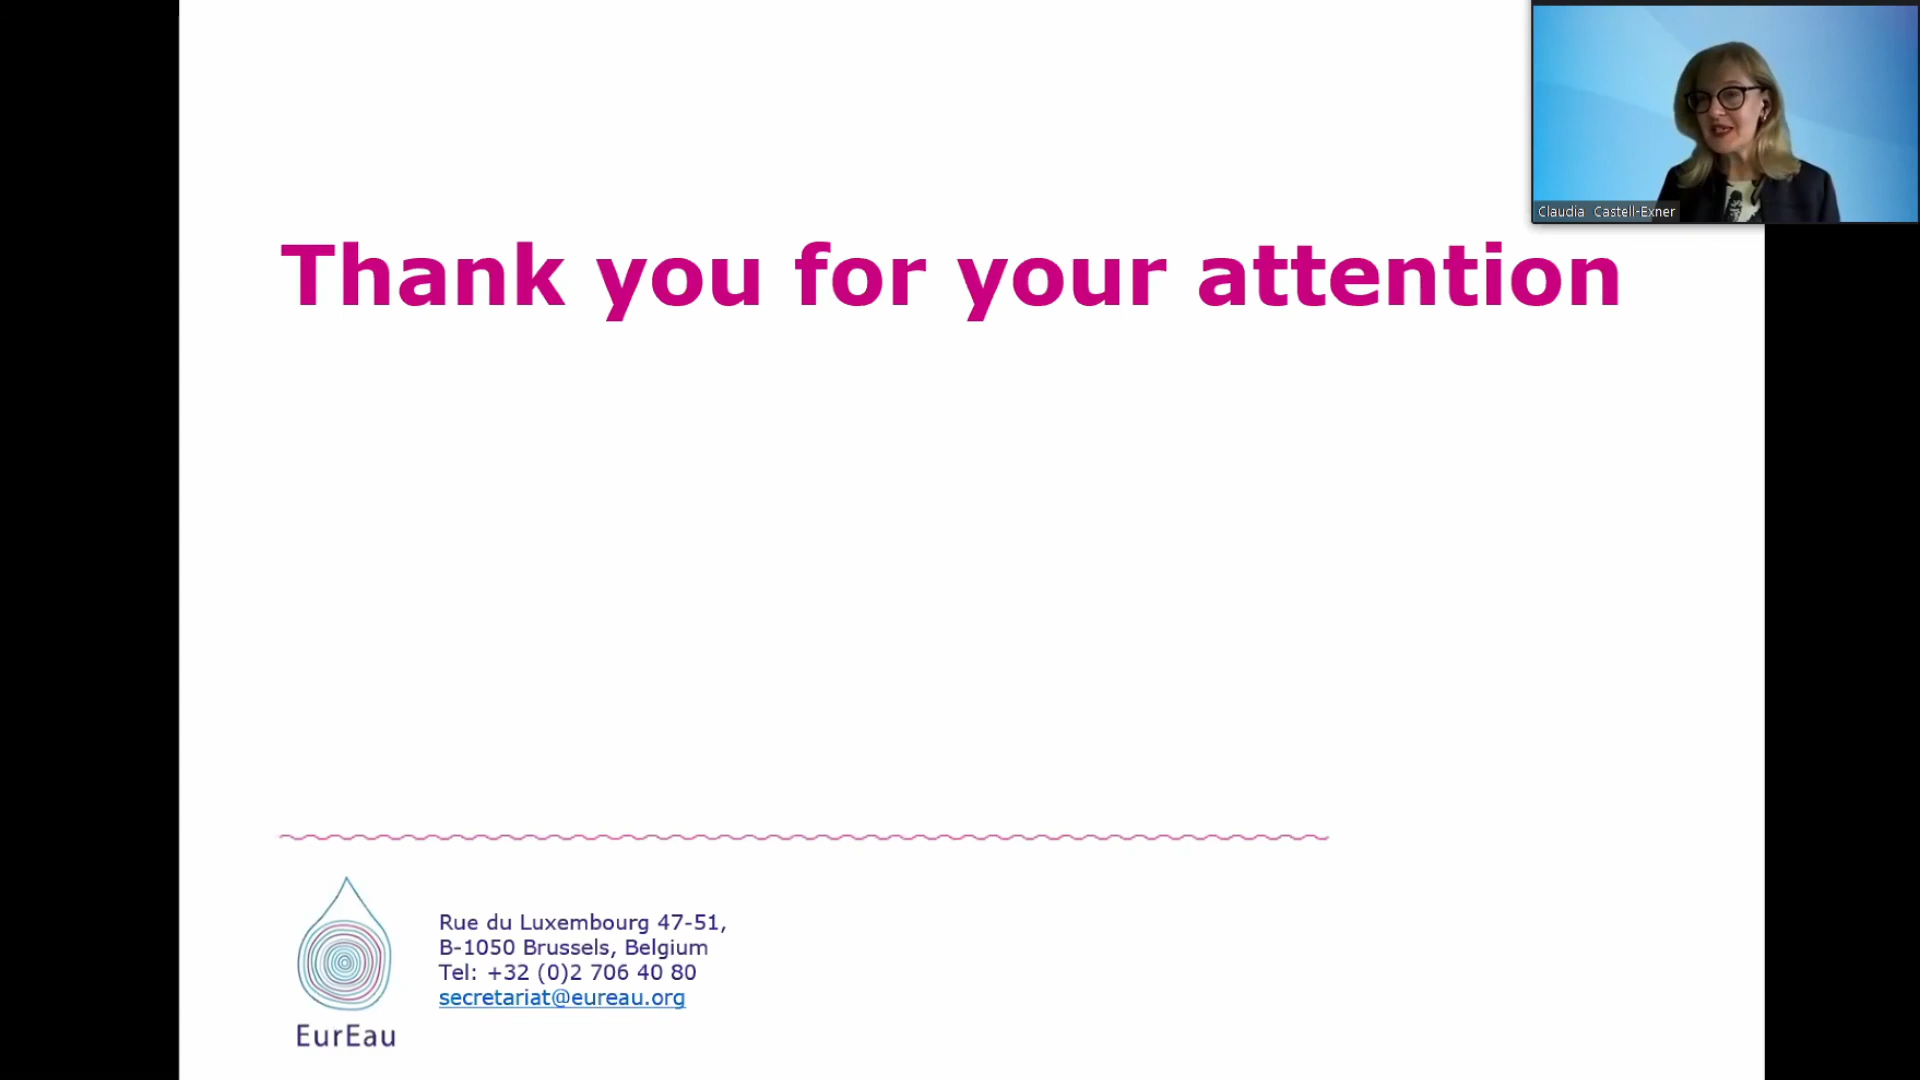 Claudia Castell-Exner
Thank you for your attention
Rue du Luxembourg 47-51,
B-1050 Brussels, Belgium
Tel: +32 (0)2 706 40 80
secretariat@eureau.org
EurEau